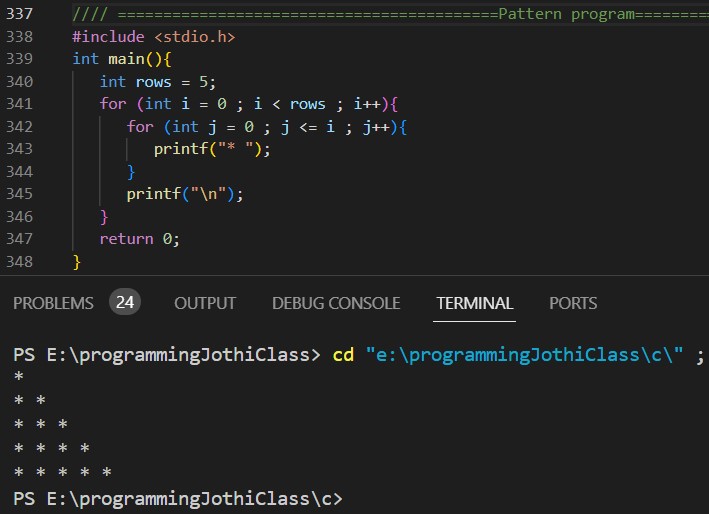 337 //// ==========================================Pattern program========
338 #include <stdio.h>
339 int main(){
340 int rows = 5;
341 for (int i = 0 ; i < rows ; i++){
342 for (int j = 0 ; j <= i ; j++){
343 printf("* ");
344 }
345 printf("\n");
346 }
347 return 0;
348 }
PROBLEMS 24 OUTPUT DEBUG CONSOLE TERMINAL PORTS
PS E:\programmingJothiClass> cd "e:\programmingJothiClass\c\" ;
*
* *
* * *
* * * *
* * * * *
PS E:\programmingJothiClass\c>